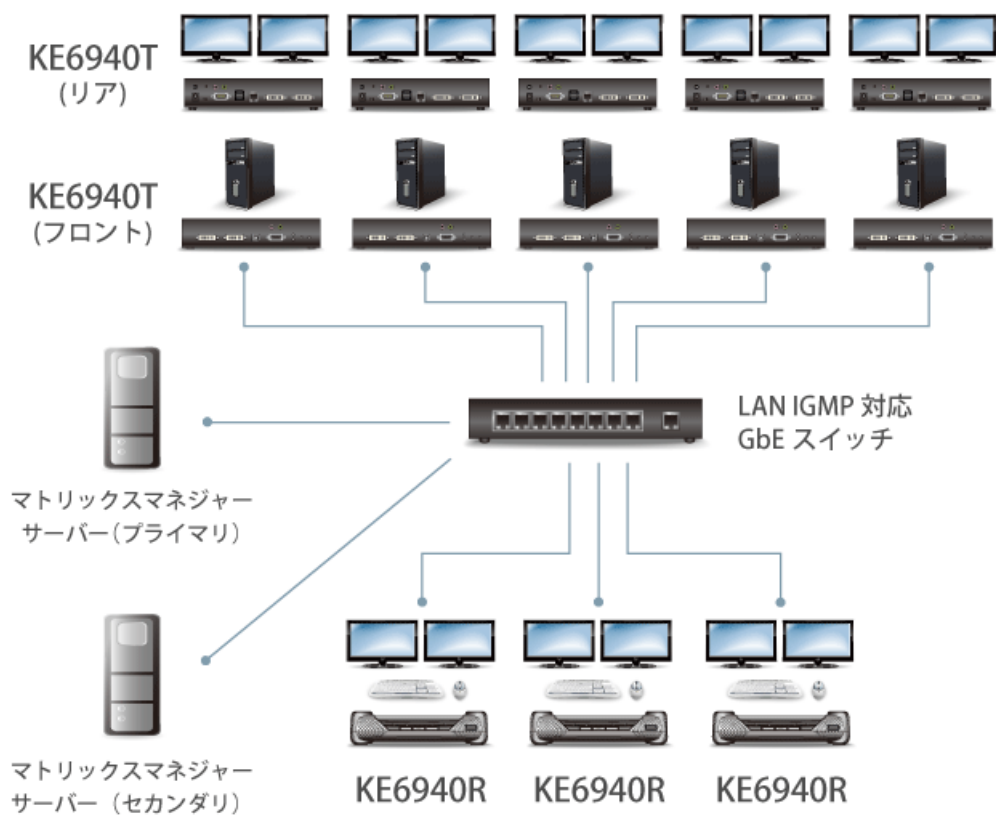 KE6940T
(リア)
KE6940T
(フロント)
LAN IGMP 対応
GbE スイッチ
マトリックスマネジャー
サーバー(プライマリ)
マトリックスマネジャー
サーバー (セカンダリ)
KE6940R
KE6940R
KE6940R